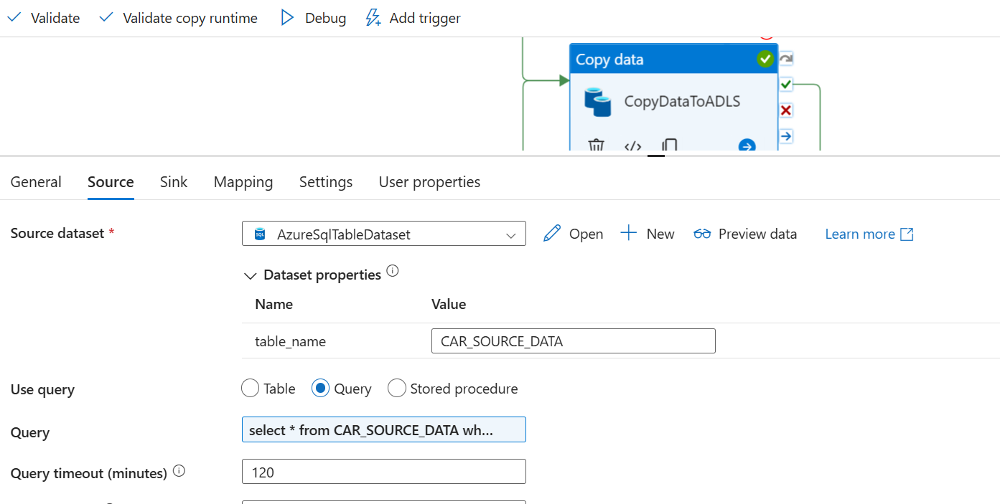 Validate Validate copy runtime Debug Add trigger
Copy data
CopyDataToADLS
</>
General Source Sink Mapping Settings User properties
Source dataset * SQL AzureSqlTableDataset Open New Preview data Learn more
Dataset properties
Name Value
table_name CAR_SOURCE_DATA
Use query Table Query Stored procedure
Query select * from CAR_SOURCE_DATA wh...
Query timeout (minutes) 120